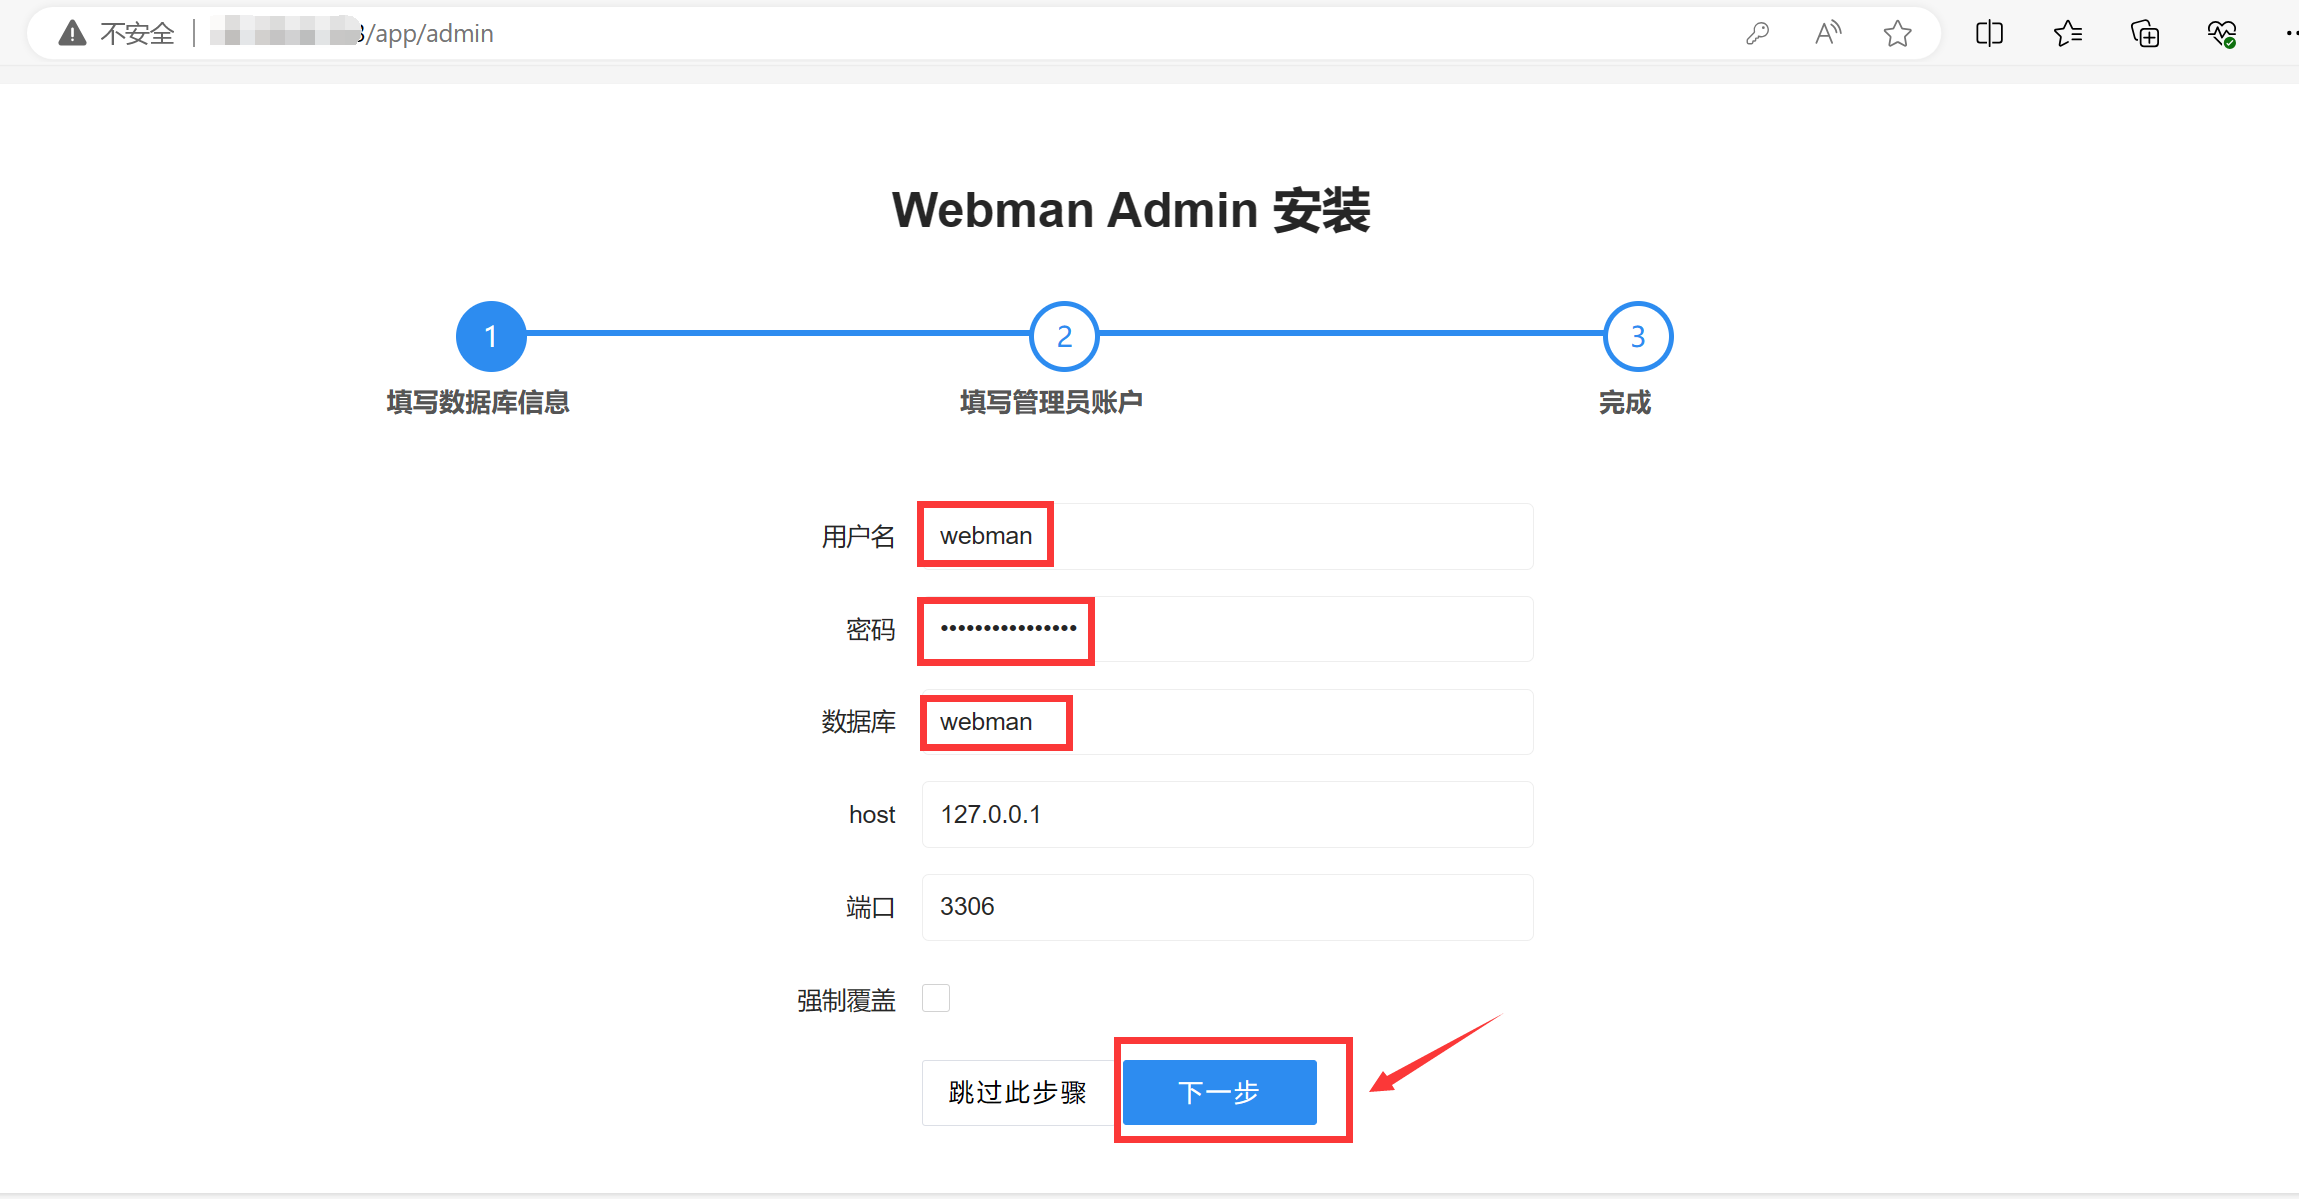 不安全 /app/admin
Webman Admin 安装
1 2 3
填写数据库信息 填写管理员账户 完成
用户名 webman
密码 ••••••••••••••••
数据库 webman
host 127.0.0.1
端口 3306
强制覆盖
跳过此步骤 下一步